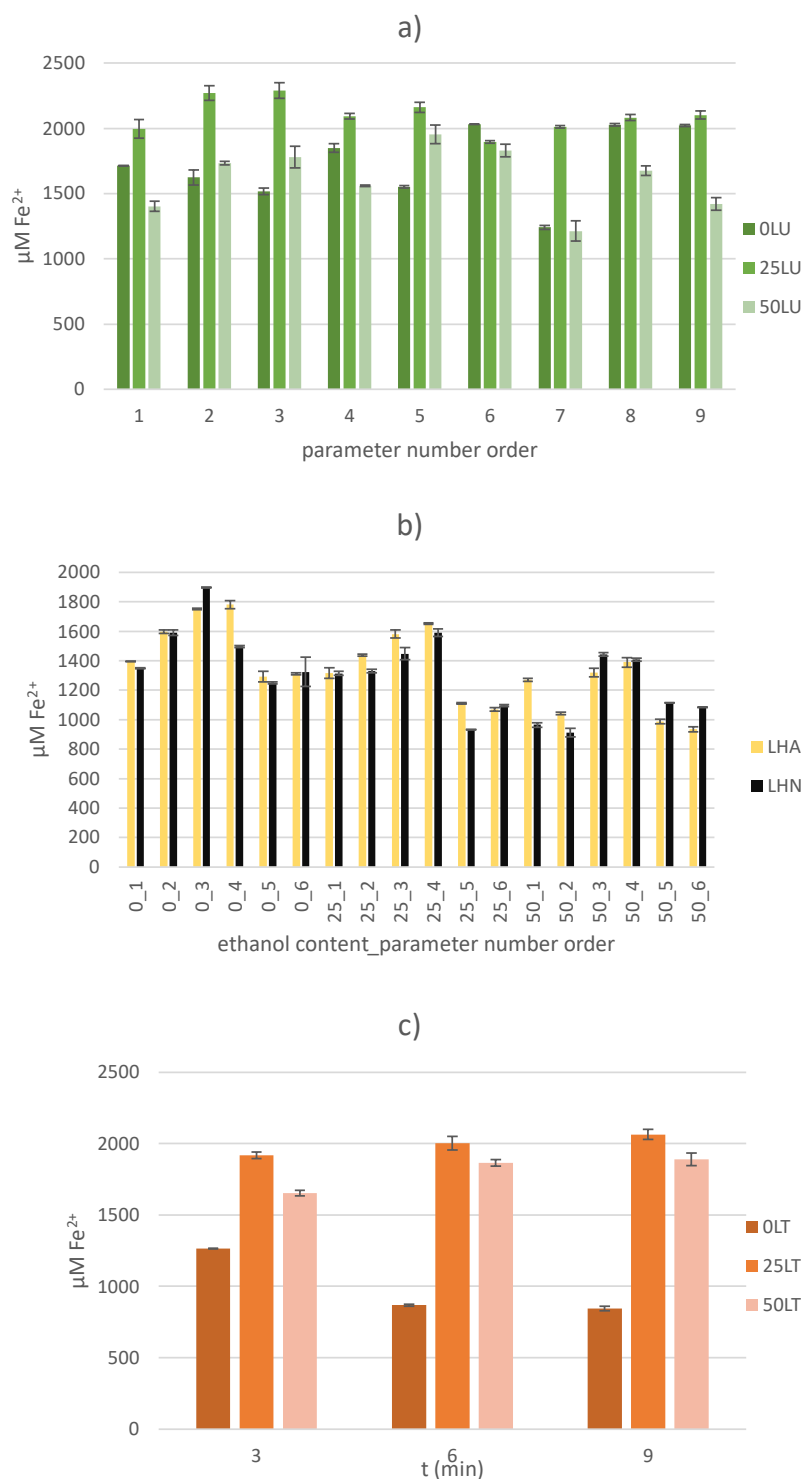 a)
2500
2000
1500
1000
500
0
µM Fe²⁺
1 2 3 4 5 6 7 8 9
parameter number order
0LU
25LU
50LU
b)
2000
1800
1600
1400
1200
1000
800
600
400
200
0
µM Fe²⁺
0_1 0_2 0_3 0_4 0_5 0_6 25_1 25_2 25_3 25_4 25_5 25_6 50_1 50_2 50_3 50_4 50_5 50_6
ethanol content_parameter number order
LHA
LHN
c)
2500
2000
1500
1000
500
0
µM Fe²⁺
3 6 9
t (min)
0LT
25LT
50LT